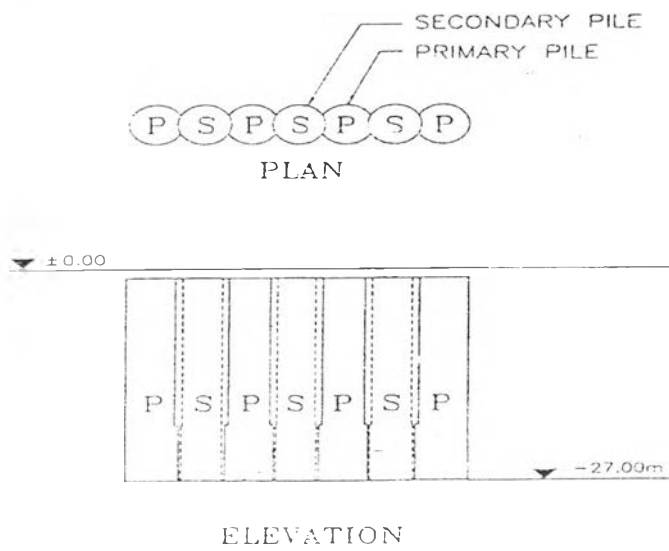 SECONDARY PILE
PRIMARY PILE
P S P S P S P
PLAN
±0.00
P S P S P S P
-27.00m
ELEVATION